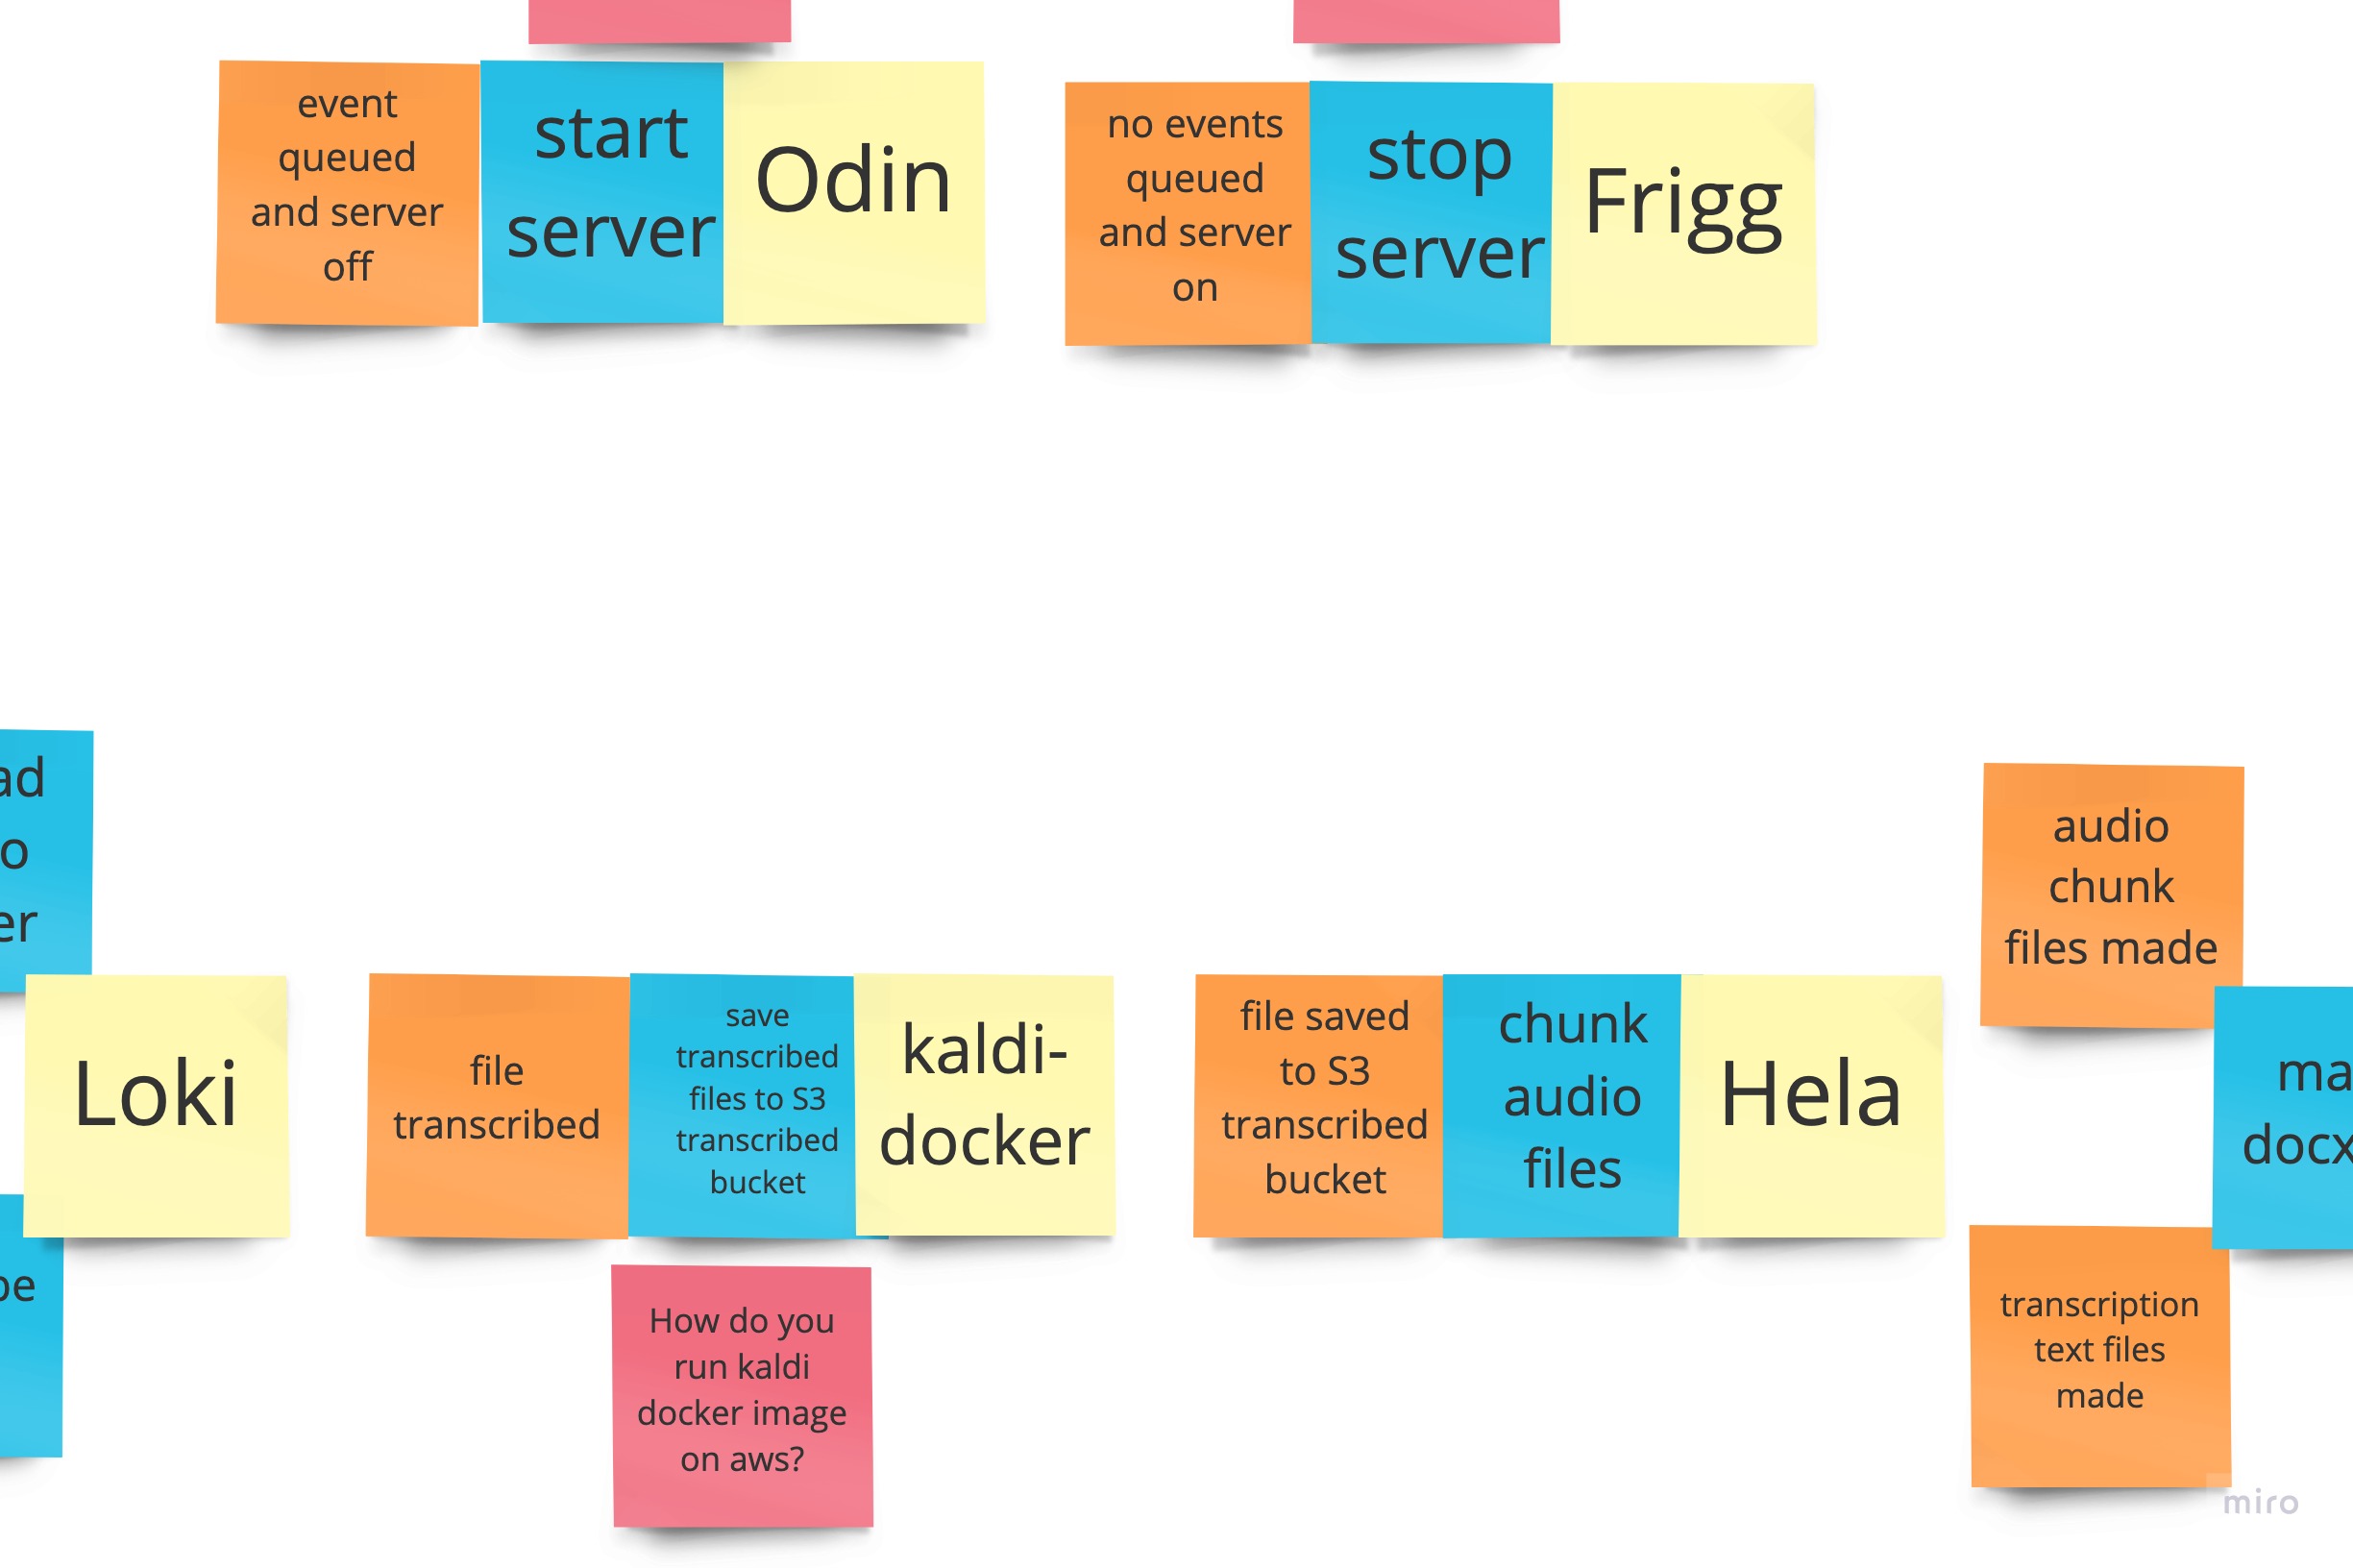 event
queued
and server
off
start
server
Odin
no events
queued
and server
on
stop
server
Frigg
ad
o
er
Loki
be
file
transcribed
save
transcribed
files to S3
transcribed
bucket
kaldi-
docker
How do you
run kaldi
docker image
on aws?
file saved
to S3
transcribed
bucket
chunk
audio
files
Hela
audio
chunk
files made
ma
docx
transcription
text files
made
miro